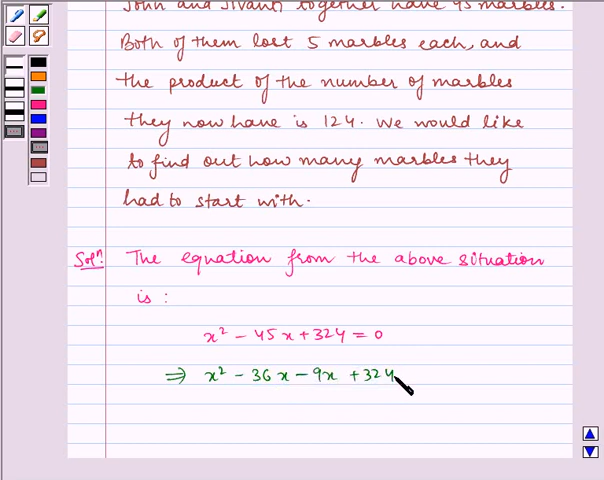 John and Jivanti together have 45 marbles.
Both of them lost 5 marbles each, and
the product of the number of marbles
they now have is 124. We would like
to find out how many marbles they
had to start with.
Solⁿ: The equation from the above situation
is :
x² - 45x + 324 = 0
⇒ x² - 36x - 9x + 324